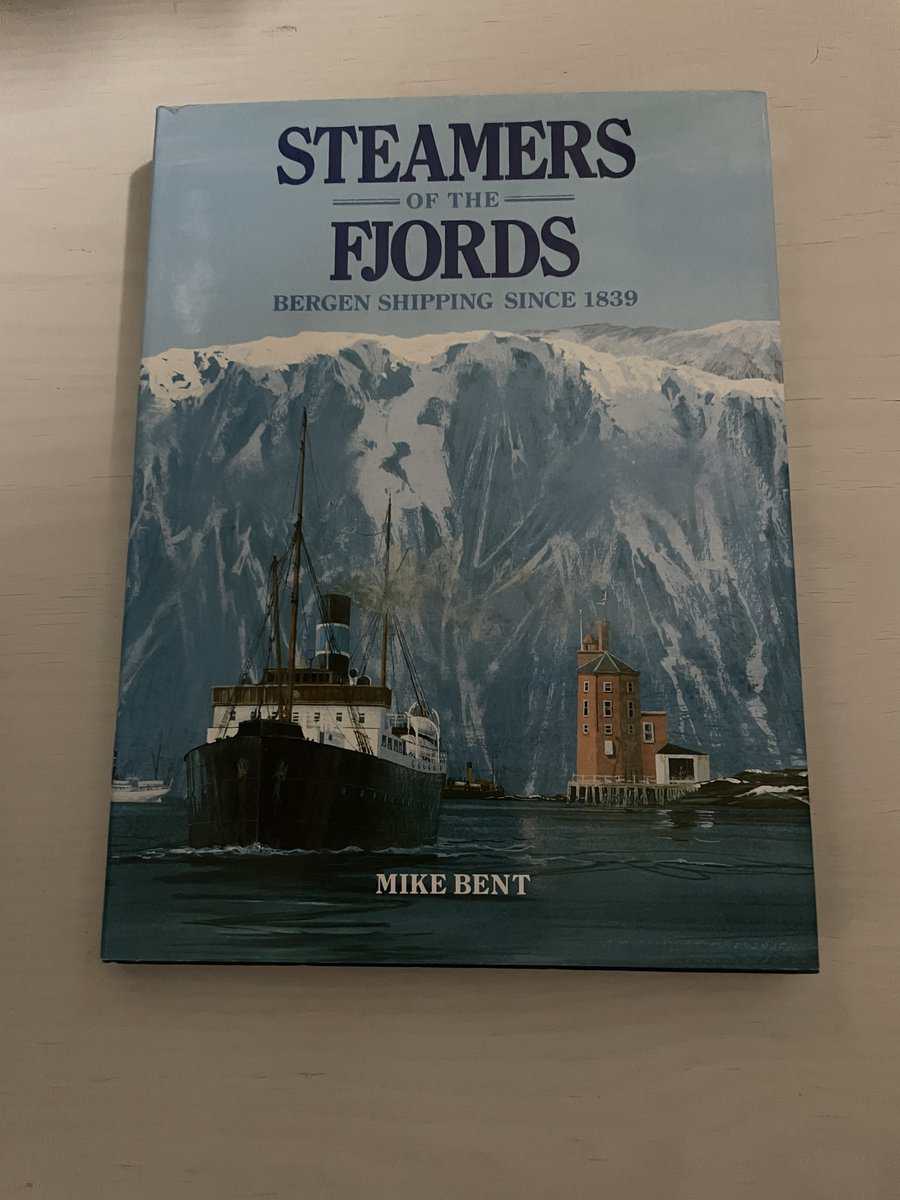 STEAMERS
OF THE
FJORDS
BERGEN SHIPPING SINCE 1839
MIKE BENT